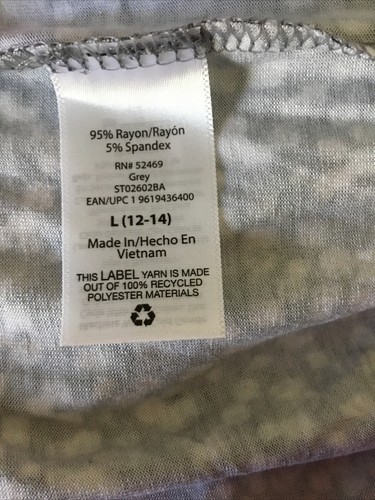 95% Rayon/Rayón
5% Spandex
RN# 52469
Grey
ST02602BA
EAN/UPC 1 9619436400
L (12-14)
Made In/Hecho En
Vietnam
THIS LABEL YARN IS MADE
OUT OF 100% RECYCLED
POLYESTER MATERIALS